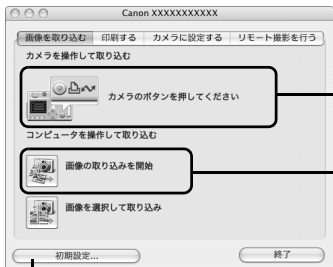 Canon XXXXXXXXXXX
画像を取り込む 印刷する カメラに設定する リモート撮影を行う
カメラを操作して取り込む
カメラのボタンを押してください
コンピュータを操作して取り込む
画像の取り込みを開始
画像を選択して取り込み
初期設定... 終了